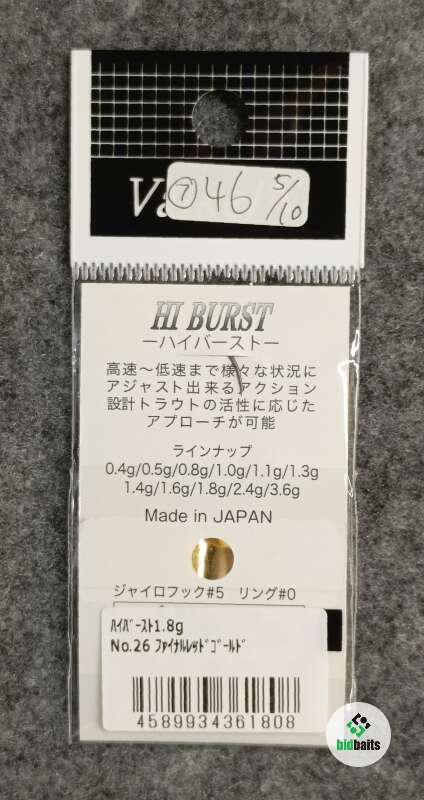 Va
⑦ 46 5/10
HI BURST
ーハイバーストー
高速〜低速まで様々な状況に
アジャスト出来るアクション
設計トラウトの活性に応じた
アプローチが可能
ラインナップ
0.4g/0.5g/0.8g/1.0g/1.1g/1.3g
1.4g/1.6g/1.8g/2.4g/3.6g
Made in JAPAN
ジャイロフック#5 リング#0
ﾊｲﾊﾞｰｽﾄ1.8g
No.26 ﾌｧｲﾅﾙﾚｯﾄﾞｺﾞｰﾙﾄﾞ
4589934361808
bidbaits